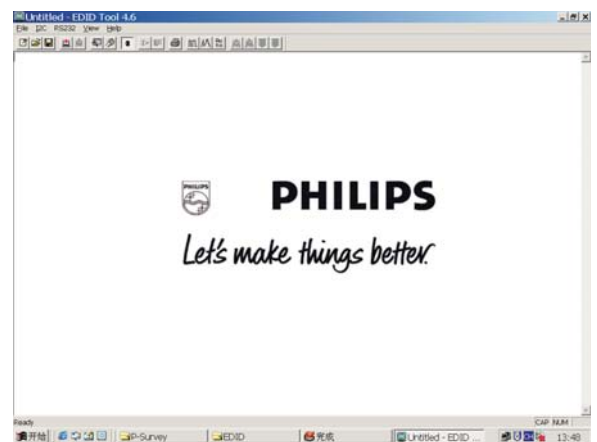 Untitled - EDID Tool 4.6
File I2C RS232 View Help
PHILIPS
PHILIPS
Let's make things better.
Ready
CAP NUM
开始 P-Survey EDID 完成 Untitled - EDID ... 13:48